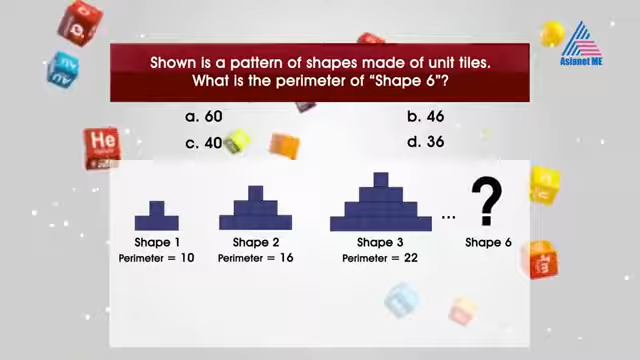 Shown is a pattern of shapes made of unit tiles.
What is the perimeter of “Shape 6”?
Asianet ME
a. 60
b. 46
c. 40
d. 36
He
?
...
Shape 1
Shape 2
Shape 3
Shape 6
Perimeter = 10
Perimeter = 16
Perimeter = 22